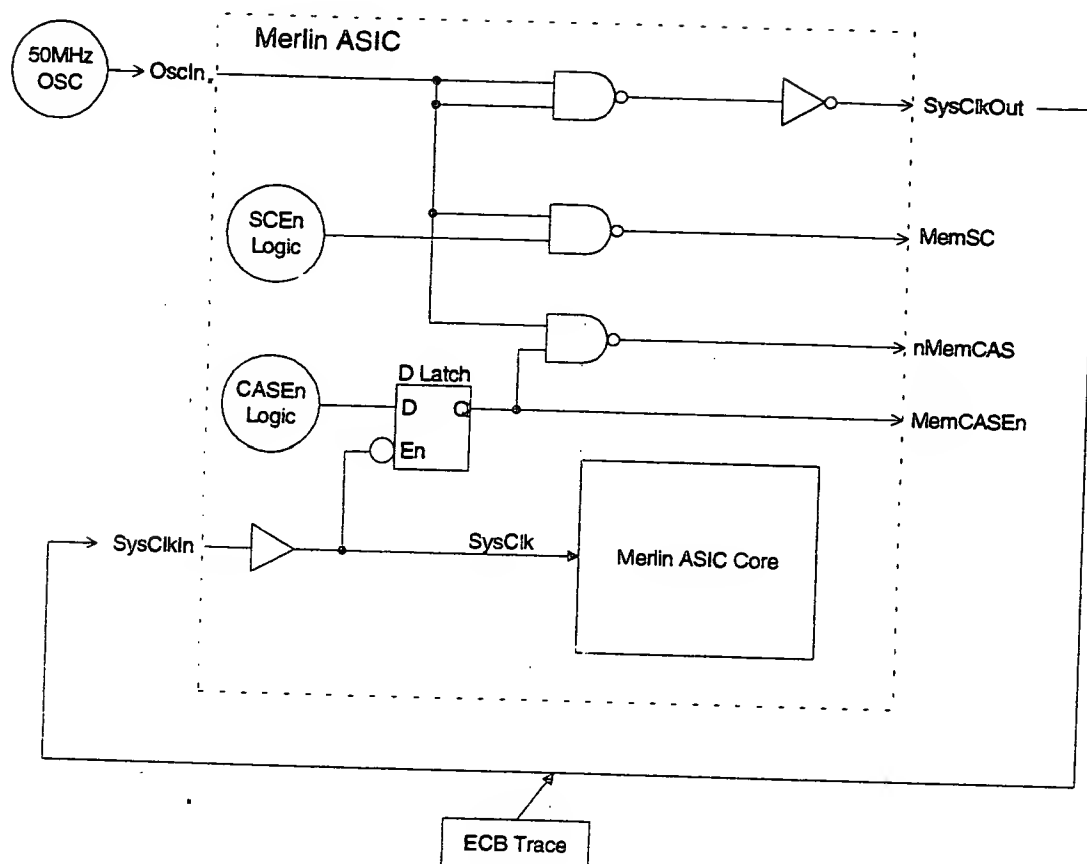 Merlin ASIC
50MHz
OSC
OscIn
SysClkOut
SCEn
Logic
MemSC
nMemCAS
D Latch
CASEn
Logic
D
Q
En
MemCASEn
SysClkIn
SysClk
Merlin ASIC Core
ECB Trace